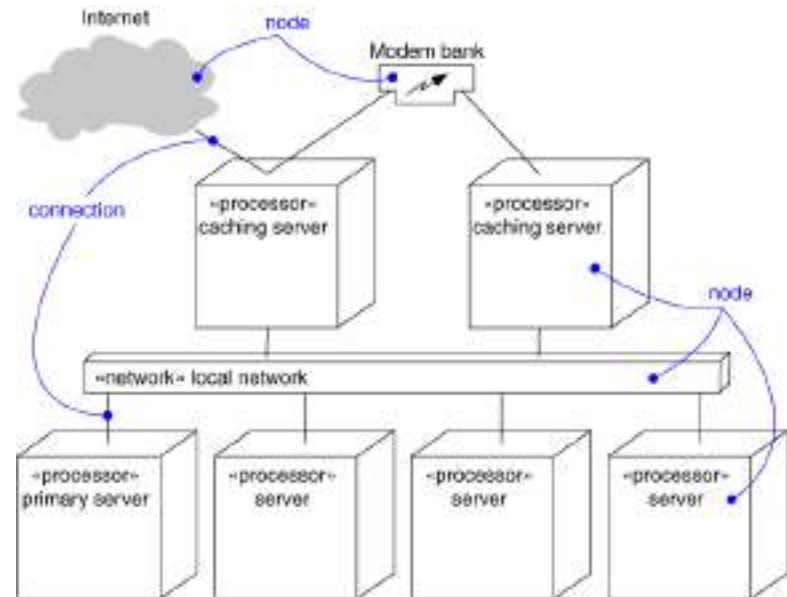 Internet
node
Modem bank
«processor»
caching server
«processor»
caching server
connection
node
«network» local network
«processor»
primary server
«processor»
server
«processor»
server
«processor»
server